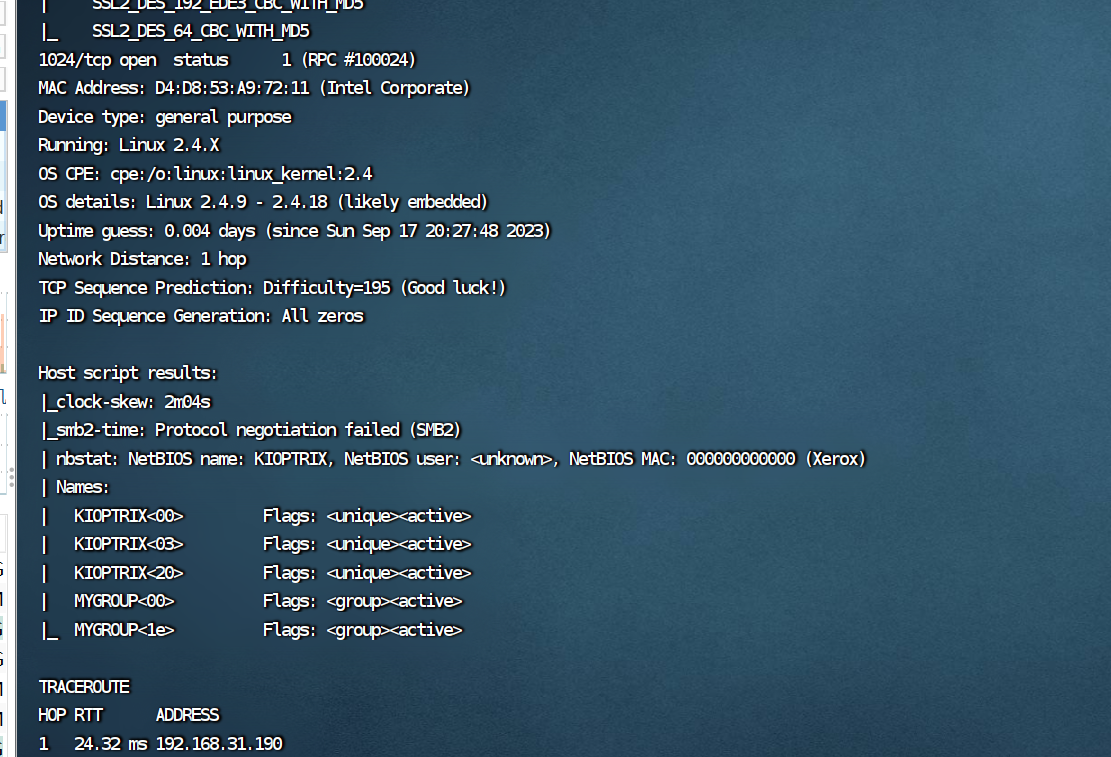 |     SSL2_DES_192_EDE3_CBC_WITH_MD5
|_    SSL2_DES_64_CBC_WITH_MD5
1024/tcp open  status      1 (RPC #100024)
MAC Address: D4:D8:53:A9:72:11 (Intel Corporate)
Device type: general purpose
Running: Linux 2.4.X
OS CPE: cpe:/o:linux:linux_kernel:2.4
OS details: Linux 2.4.9 - 2.4.18 (likely embedded)
Uptime guess: 0.004 days (since Sun Sep 17 20:27:48 2023)
Network Distance: 1 hop
TCP Sequence Prediction: Difficulty=195 (Good luck!)
IP ID Sequence Generation: All zeros

Host script results:
|_clock-skew: 2m04s
|_smb2-time: Protocol negotiation failed (SMB2)
| nbstat: NetBIOS name: KIOPTRIX, NetBIOS user: <unknown>, NetBIOS MAC: 000000000000 (Xerox)
| Names:
|   KIOPTRIX<00>         Flags: <unique><active>
|   KIOPTRIX<03>         Flags: <unique><active>
|   KIOPTRIX<20>         Flags: <unique><active>
|   MYGROUP<00>          Flags: <group><active>
|_  MYGROUP<1e>          Flags: <group><active>

TRACEROUTE
HOP RTT      ADDRESS
1   24.32 ms 192.168.31.190